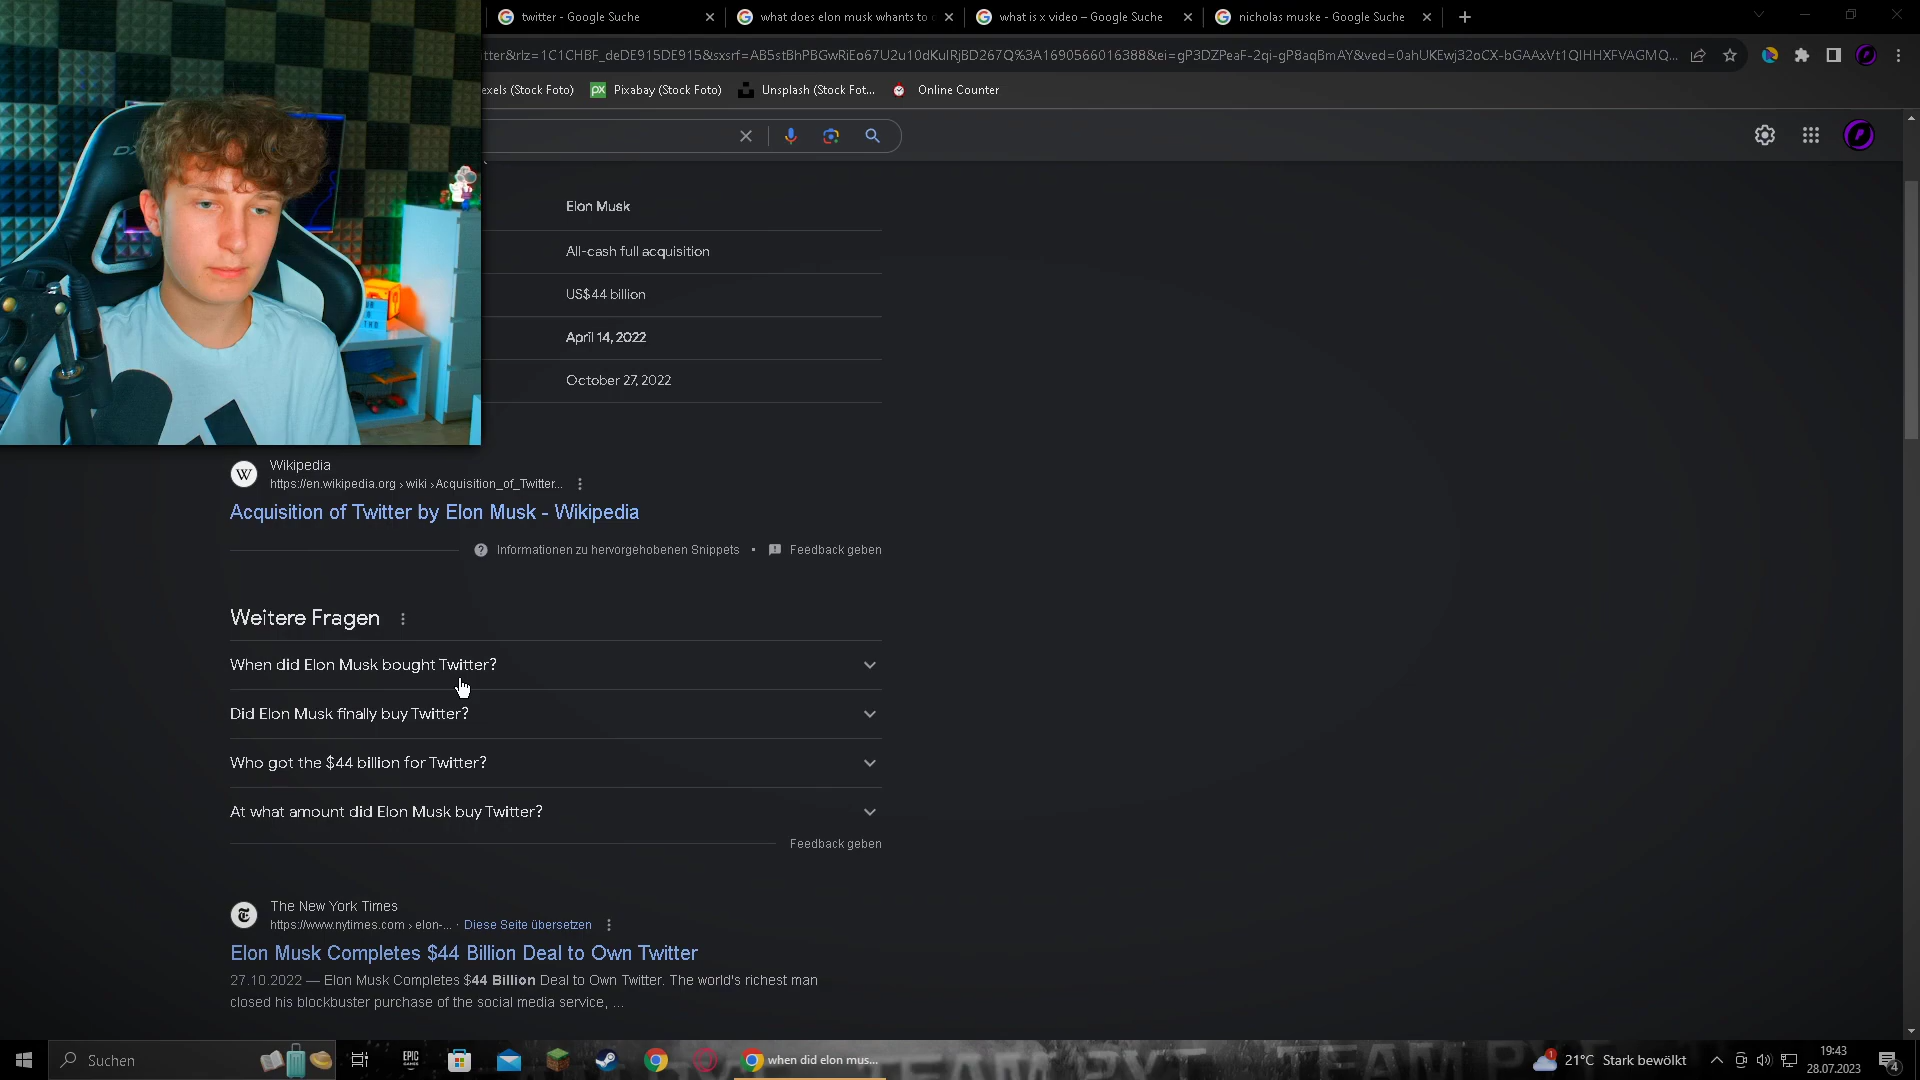 twitter - Google Suche
what does elon musk whants to
what is x video – Google Suche
nicholas muske - Google Suche
itter&rlz=1C1CHBF_deDE915DE915&sxsrf=AB5stBhPBGwRiEo67U2u10dKulRjBD267Q%3A1690566016388&ei=gP3DZPeaF-2qi-gP8aqBmAY&ved=0ahUKEwj32oCX-bGAAxVt1QIHHXFVAGMQ...
exels (Stock Foto)
Pixabay (Stock Foto)
Unsplash (Stock Fot...
Online Counter
Elon Musk
All-cash full acquisition
US$44 billion
April 14, 2022
October 27, 2022
Wikipedia
https://en.wikipedia.org › wiki › Acquisition_of_Twitter...
Acquisition of Twitter by Elon Musk - Wikipedia
Informationen zu hervorgehobenen Snippets • Feedback geben
Weitere Fragen
When did Elon Musk bought Twitter?
Did Elon Musk finally buy Twitter?
Who got the $44 billion for Twitter?
At what amount did Elon Musk buy Twitter?
Feedback geben
The New York Times
https://www.nytimes.com › elon-... · Diese Seite übersetzen
Elon Musk Completes $44 Billion Deal to Own Twitter
27.10.2022 — Elon Musk Completes $44 Billion Deal to Own Twitter. The world's richest man
closed his blockbuster purchase of the social media service, ...
Suchen
EPIC GAMES
when did elon mus...
1
21°C Stark bewölkt
19:43
28.07.2023
4